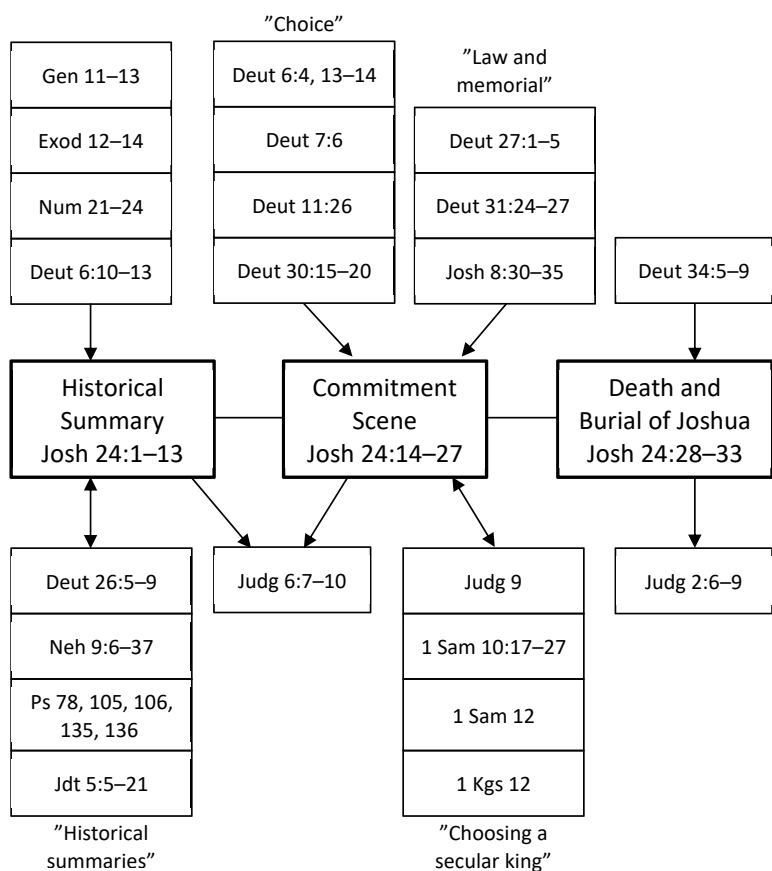 ”Choice”
”Law and
memorial”
Gen 11–13
Exod 12–14
Num 21–24
Deut 6:10–13
Deut 6:4, 13–14
Deut 7:6
Deut 11:26
Deut 30:15–20
Deut 27:1–5
Deut 31:24–27
Josh 8:30–35
Deut 34:5–9
Historical
Summary
Josh 24:1–13
Commitment
Scene
Josh 24:14–27
Death and
Burial of Joshua
Josh 24:28–33
Deut 26:5–9
Neh 9:6–37
Ps 78, 105, 106,
135, 136
Jdt 5:5–21
”Historical
summaries”
Judg 6:7–10
Judg 9
1 Sam 10:17–27
1 Sam 12
1 Kgs 12
”Choosing a
secular king”
Judg 2:6–9